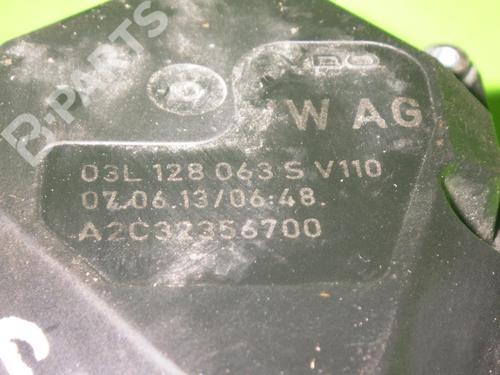 VDO
VW AG
03L 128 063 S V110
07.06.13/06:48.
A2C32356700
B-PARTS